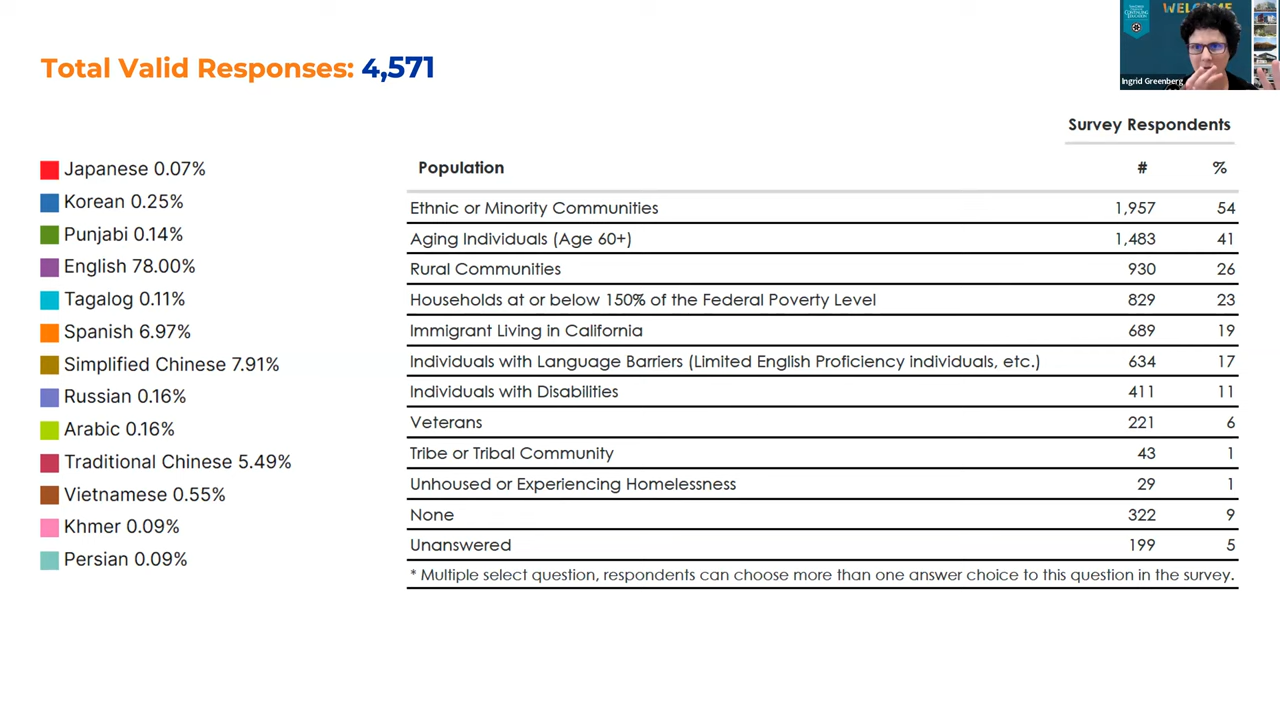 WELCOME
CONTINUING
EDUCATION
Ingrid Greenberg
Total Valid Responses: 4,571
Japanese 0.07%
Korean 0.25%
Punjabi 0.14%
English 78.00%
Tagalog 0.11%
Spanish 6.97%
Simplified Chinese 7.91%
Russian 0.16%
Arabic 0.16%
Traditional Chinese 5.49%
Vietnamese 0.55%
Khmer 0.09%
Persian 0.09%
Survey Respondents
Population # %
Ethnic or Minority Communities 1,957 54
Aging Individuals (Age 60+) 1,483 41
Rural Communities 930 26
Households at or below 150% of the Federal Poverty Level 829 23
Immigrant Living in California 689 19
Individuals with Language Barriers (Limited English Proficiency individuals, etc.) 634 17
Individuals with Disabilities 411 11
Veterans 221 6
Tribe or Tribal Community 43 1
Unhoused or Experiencing Homelessness 29 1
None 322 9
Unanswered 199 5
* Multiple select question, respondents can choose more than one answer choice to this question in the survey.